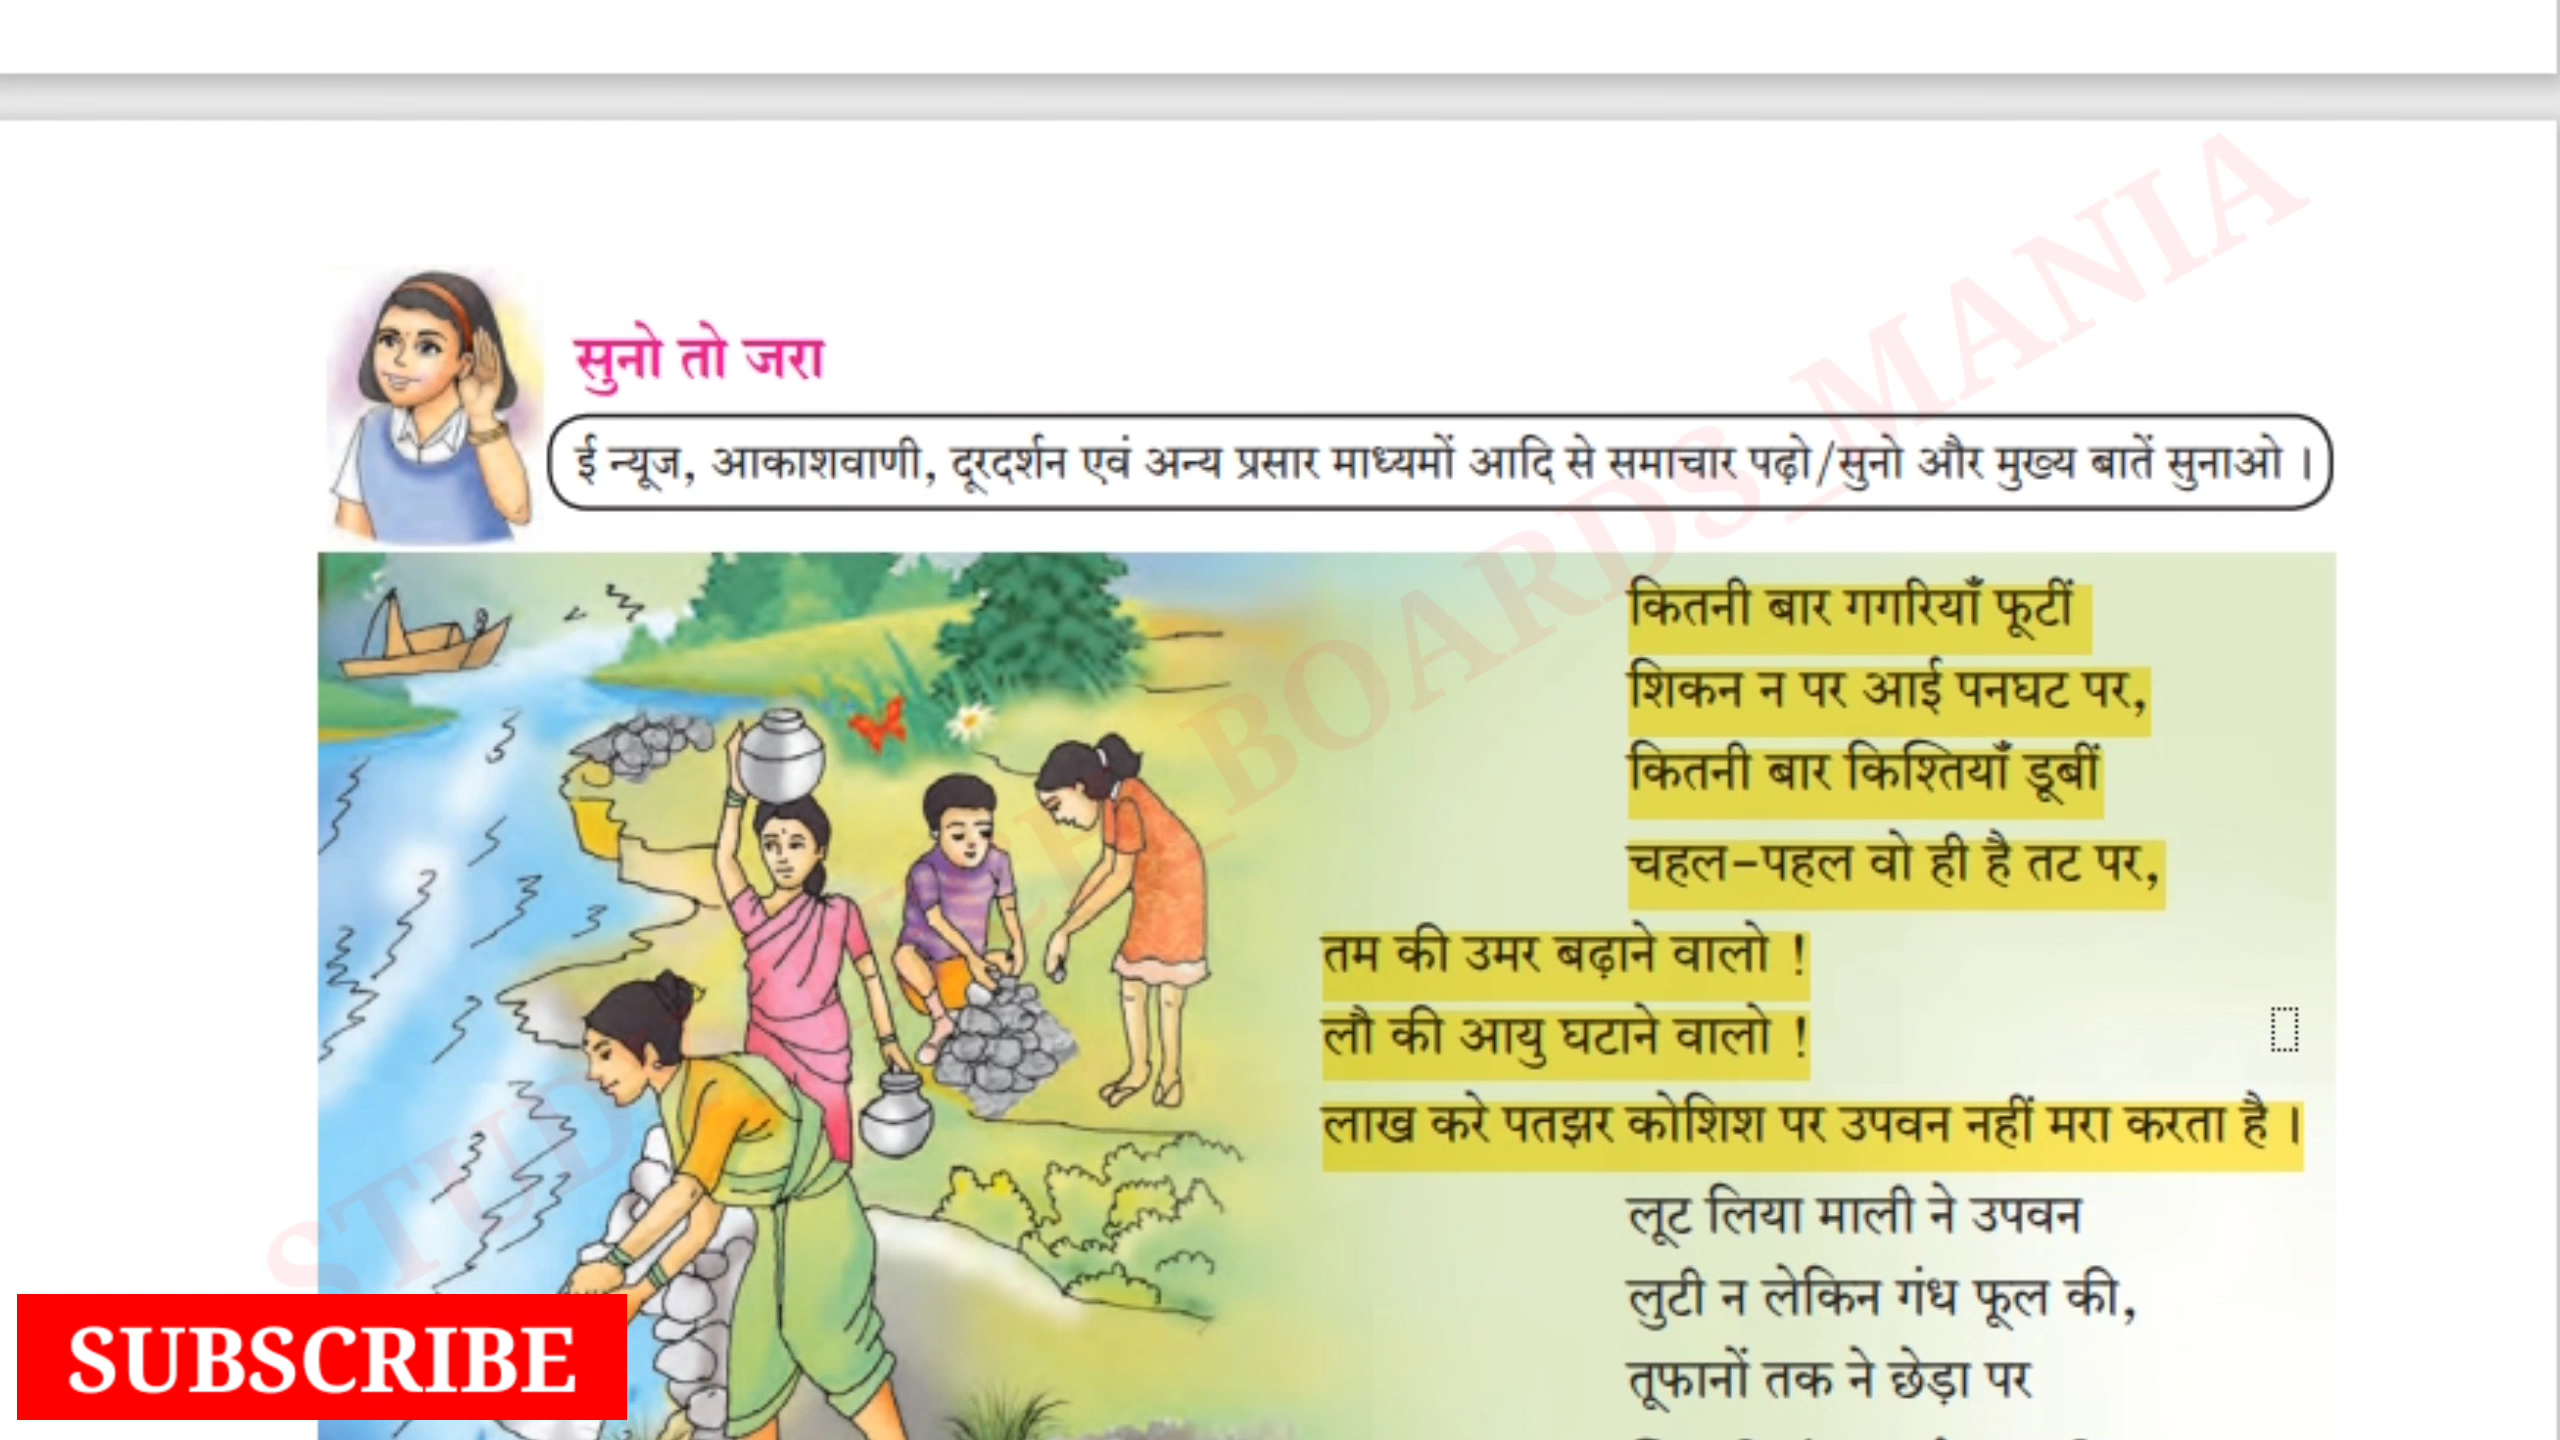 सुनो तो जरा
ई न्यूज, आकाशवाणी, दूरदर्शन एवं अन्य प्रसार माध्यमों आदि से समाचार पढ़ो/सुनो और मुख्य बातें सुनाओ ।
कितनी बार गगरियाँ फूटीं
शिकन न पर आई पनघट पर,
कितनी बार किश्तियाँ डूबीं
चहल-पहल वो ही है तट पर,
तम की उमर बढ़ाने वालो !
लौ की आयु घटाने वालो !
लाख करे पतझर कोशिश पर उपवन नहीं मरा करता है ।
लूट लिया माली ने उपवन
लुटी न लेकिन गंध फूल की,
तूफानों तक ने छेड़ा पर
SUBSCRIBE